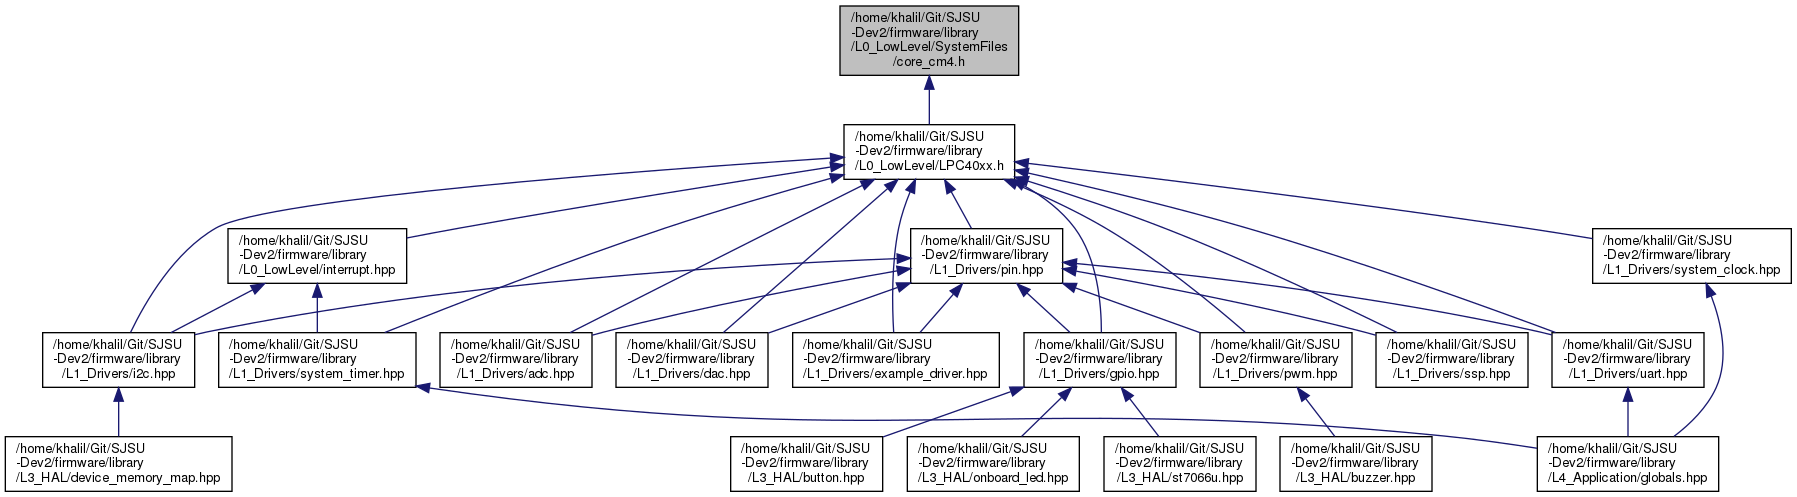 /home/khalil/Git/SJSU
-Dev2/firmware/library
/L0_LowLevel/SystemFiles
/core_cm4.h
/home/khalil/Git/SJSU
-Dev2/firmware/library
/L0_LowLevel/LPC40xx.h
/home/khalil/Git/SJSU
-Dev2/firmware/library
/L0_LowLevel/interrupt.hpp
/home/khalil/Git/SJSU
-Dev2/firmware/library
/L1_Drivers/pin.hpp
/home/khalil/Git/SJSU
-Dev2/firmware/library
/L1_Drivers/system_clock.hpp
/home/khalil/Git/SJSU
-Dev2/firmware/library
/L1_Drivers/i2c.hpp
/home/khalil/Git/SJSU
-Dev2/firmware/library
/L1_Drivers/system_timer.hpp
/home/khalil/Git/SJSU
-Dev2/firmware/library
/L1_Drivers/adc.hpp
/home/khalil/Git/SJSU
-Dev2/firmware/library
/L1_Drivers/dac.hpp
/home/khalil/Git/SJSU
-Dev2/firmware/library
/L1_Drivers/example_driver.hpp
/home/khalil/Git/SJSU
-Dev2/firmware/library
/L1_Drivers/gpio.hpp
/home/khalil/Git/SJSU
-Dev2/firmware/library
/L1_Drivers/pwm.hpp
/home/khalil/Git/SJSU
-Dev2/firmware/library
/L1_Drivers/ssp.hpp
/home/khalil/Git/SJSU
-Dev2/firmware/library
/L1_Drivers/uart.hpp
/home/khalil/Git/SJSU
-Dev2/firmware/library
/L3_HAL/device_memory_map.hpp
/home/khalil/Git/SJSU
-Dev2/firmware/library
/L3_HAL/button.hpp
/home/khalil/Git/SJSU
-Dev2/firmware/library
/L3_HAL/onboard_led.hpp
/home/khalil/Git/SJSU
-Dev2/firmware/library
/L3_HAL/st7066u.hpp
/home/khalil/Git/SJSU
-Dev2/firmware/library
/L3_HAL/buzzer.hpp
/home/khalil/Git/SJSU
-Dev2/firmware/library
/L4_Application/globals.hpp